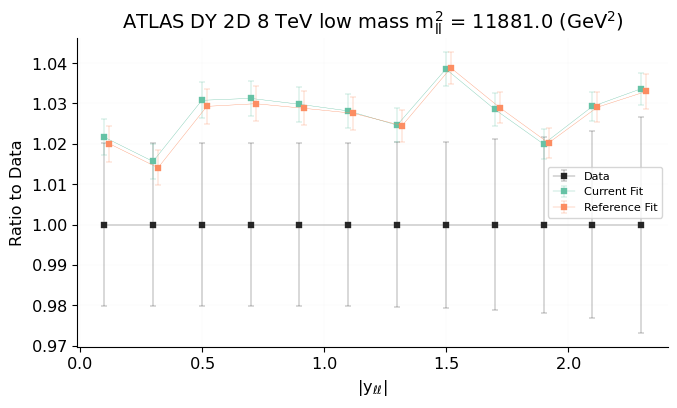 ATLAS DY 2D 8 TeV low mass m²ll = 11881.0 (GeV²)
Ratio to Data
1.04
1.03
1.02
1.01
1.00
0.99
0.98
0.97
Data
Current Fit
Reference Fit
0.0 0.5 1.0 1.5 2.0
|yℓℓ|